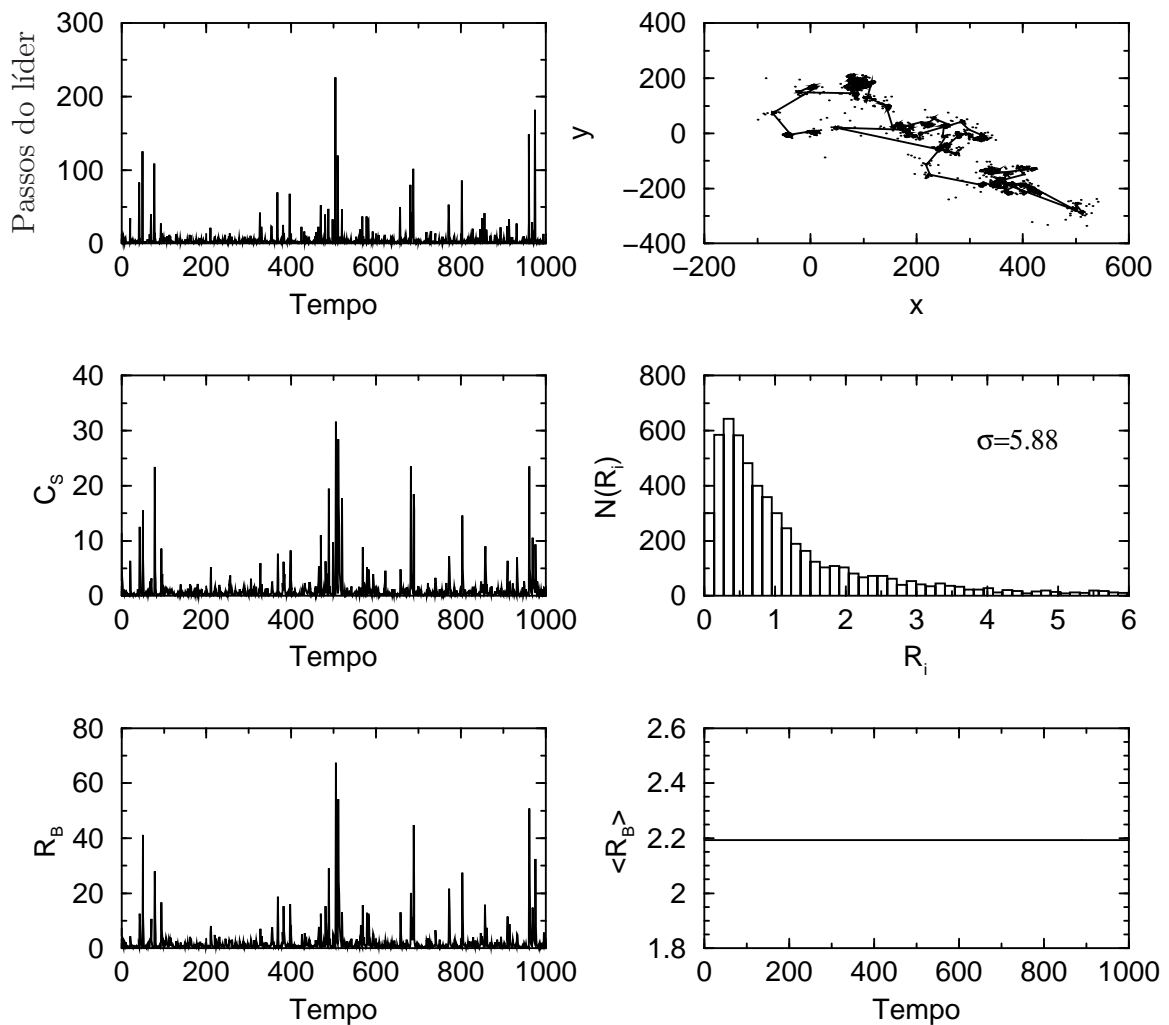 Passos do líder
300
200
100
0
0 200 400 600 800 1000
Tempo
y
400
200
0
−200
−400
−200 0 200 400 600
x
C_S
40
30
20
10
0
0 200 400 600 800 1000
Tempo
N(R_i)
800
600
400
200
0
σ=5.88
0 1 2 3 4 5 6
R_i
R_B
80
60
40
20
0
0 200 400 600 800 1000
Tempo
<R_B>
2.6
2.4
2.2
2
1.8
0 200 400 600 800 1000
Tempo